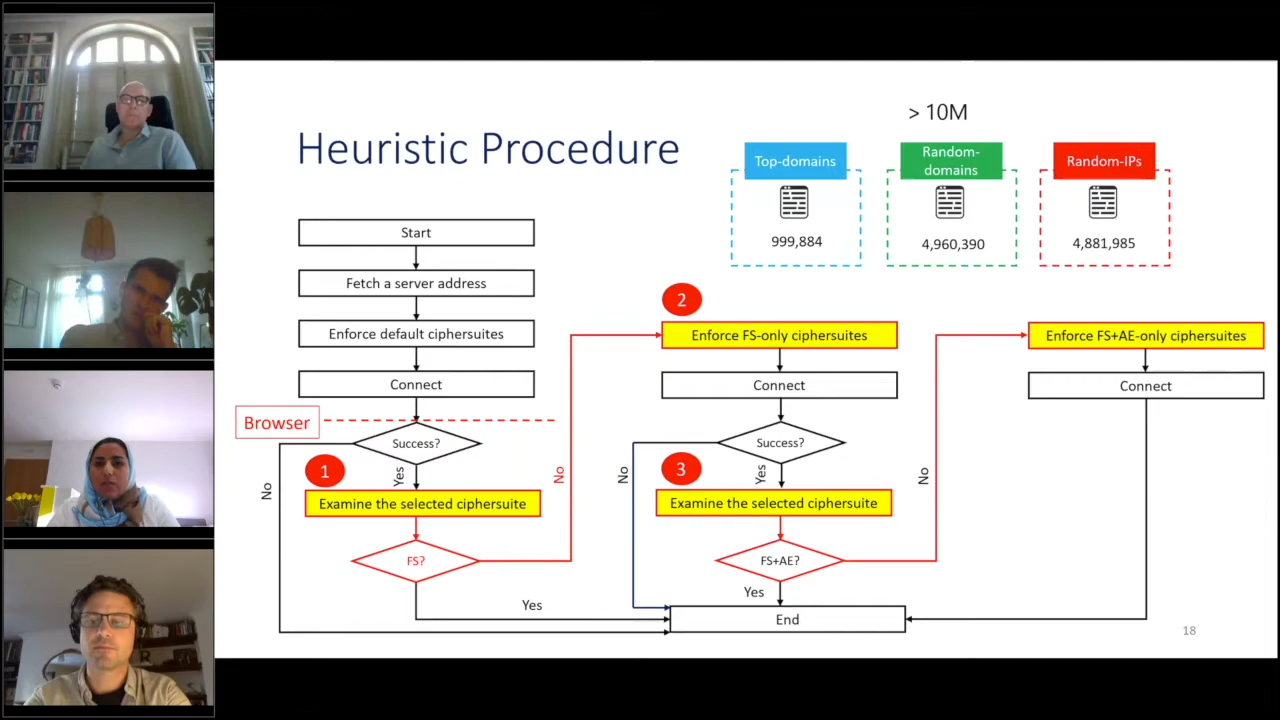 Heuristic Procedure
> 10M
Top-domains
999,884
Random-
domains
4,960,390
Random-IPs
4,881,985
Start
Fetch a server address
Enforce default ciphersuites
Connect
Browser
Success?
No
Yes
1
Examine the selected ciphersuite
FS?
No
Yes
2
Enforce FS-only ciphersuites
Connect
Success?
No
Yes
3
Examine the selected ciphersuite
FS+AE?
No
Yes
End
Enforce FS+AE-only ciphersuites
Connect
18